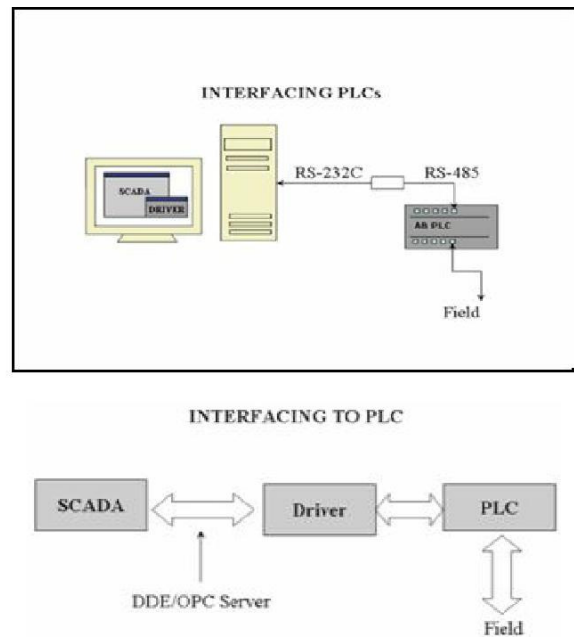 INTERFACING PLCs
RS-232C RS-485
SCADA
DRIVER
AB PLC
Field
INTERFACING TO PLC
SCADA Driver PLC
DDE/OPC Server
Field